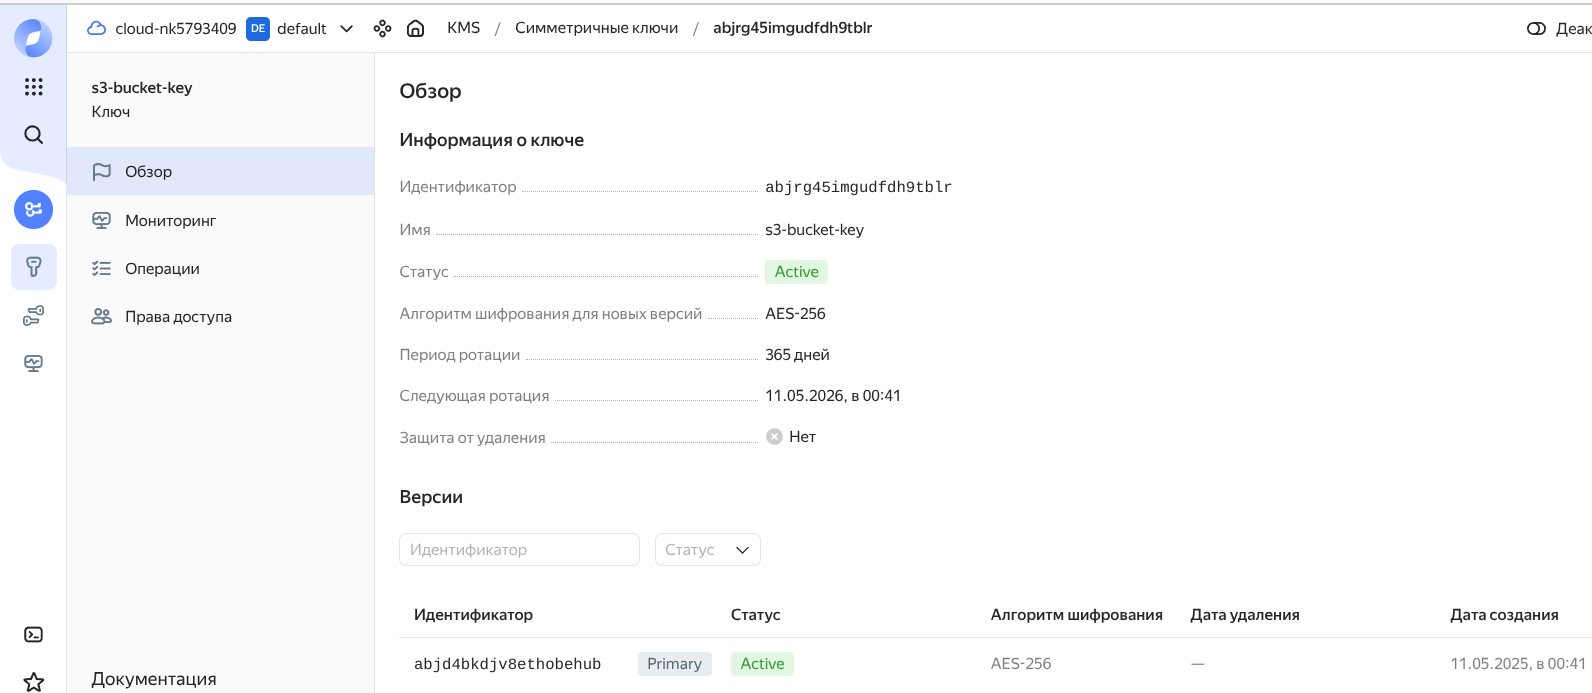 cloud-nk5793409 DE default KMS / Симметричные ключи / abjrg45imgudfdh9tblr
s3-bucket-key
Ключ
Обзор
Мониторинг
Операции
Права доступа
Документация
Обзор
Информация о ключе
Идентификатор abjrg45imgudfdh9tblr
Имя s3-bucket-key
Статус Active
Алгоритм шифрования для новых версий AES-256
Период ротации 365 дней
Следующая ротация 11.05.2026, в 00:41
Защита от удаления Нет
Версии
Идентификатор Статус
Идентификатор Статус Алгоритм шифрования Дата удаления Дата создания
abjd4bkdjv8ethobehub Primary Active AES-256 — 11.05.2025, в 00:41